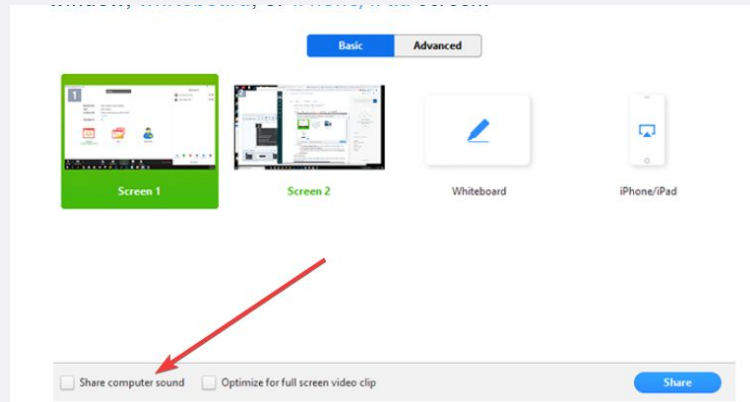 Basic Advanced
1
Screen 1 Screen 2 Whiteboard iPhone/iPad
Share computer sound Optimize for full screen video clip Share